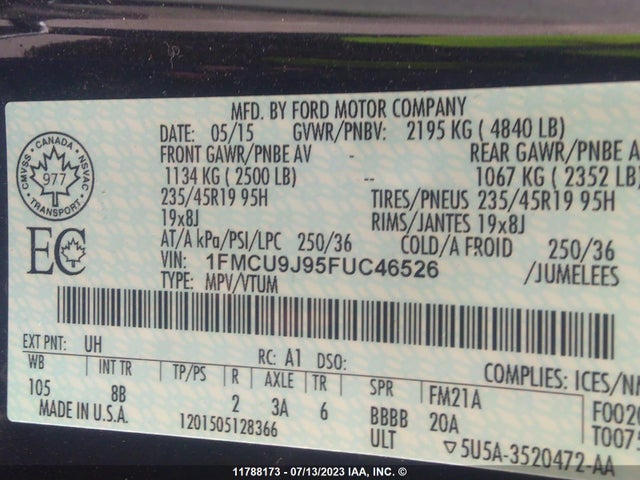 MFD. BY FORD MOTOR COMPANY
DATE: 05/15 GVWR/PNBV: 2195 KG ( 4840 LB)
FRONT GAWR/PNBE AV - REAR GAWR/PNBE A
1134 KG ( 2500 LB) -- 1067 KG ( 2352 LB)
235/45R19 95H TIRES/PNEUS 235/45R19 95H
19x8J RIMS/JANTES 19x8J
AT/A kPa/PSI/LPC 250/36 COLD/A FROID 250/36
VIN: 1FMCU9J95FUC46526 /JUMELEES
TYPE: MPV/VTUM
CMVSS · CANADA · NSVAC
977
TRANSPORT
EC
EXT PNT: UH RC: A1 DSO:
WB INT TR TP/PS R AXLE TR SPR COMPLIES: ICES/N
105 8B 2 3A 6 BBBB FM21A F002
MADE IN U.S.A. ULT 20A T0075
1201505128366 ▽5U5A-3520472-AA
11788173 - 07/13/2023 IAA, INC. ©